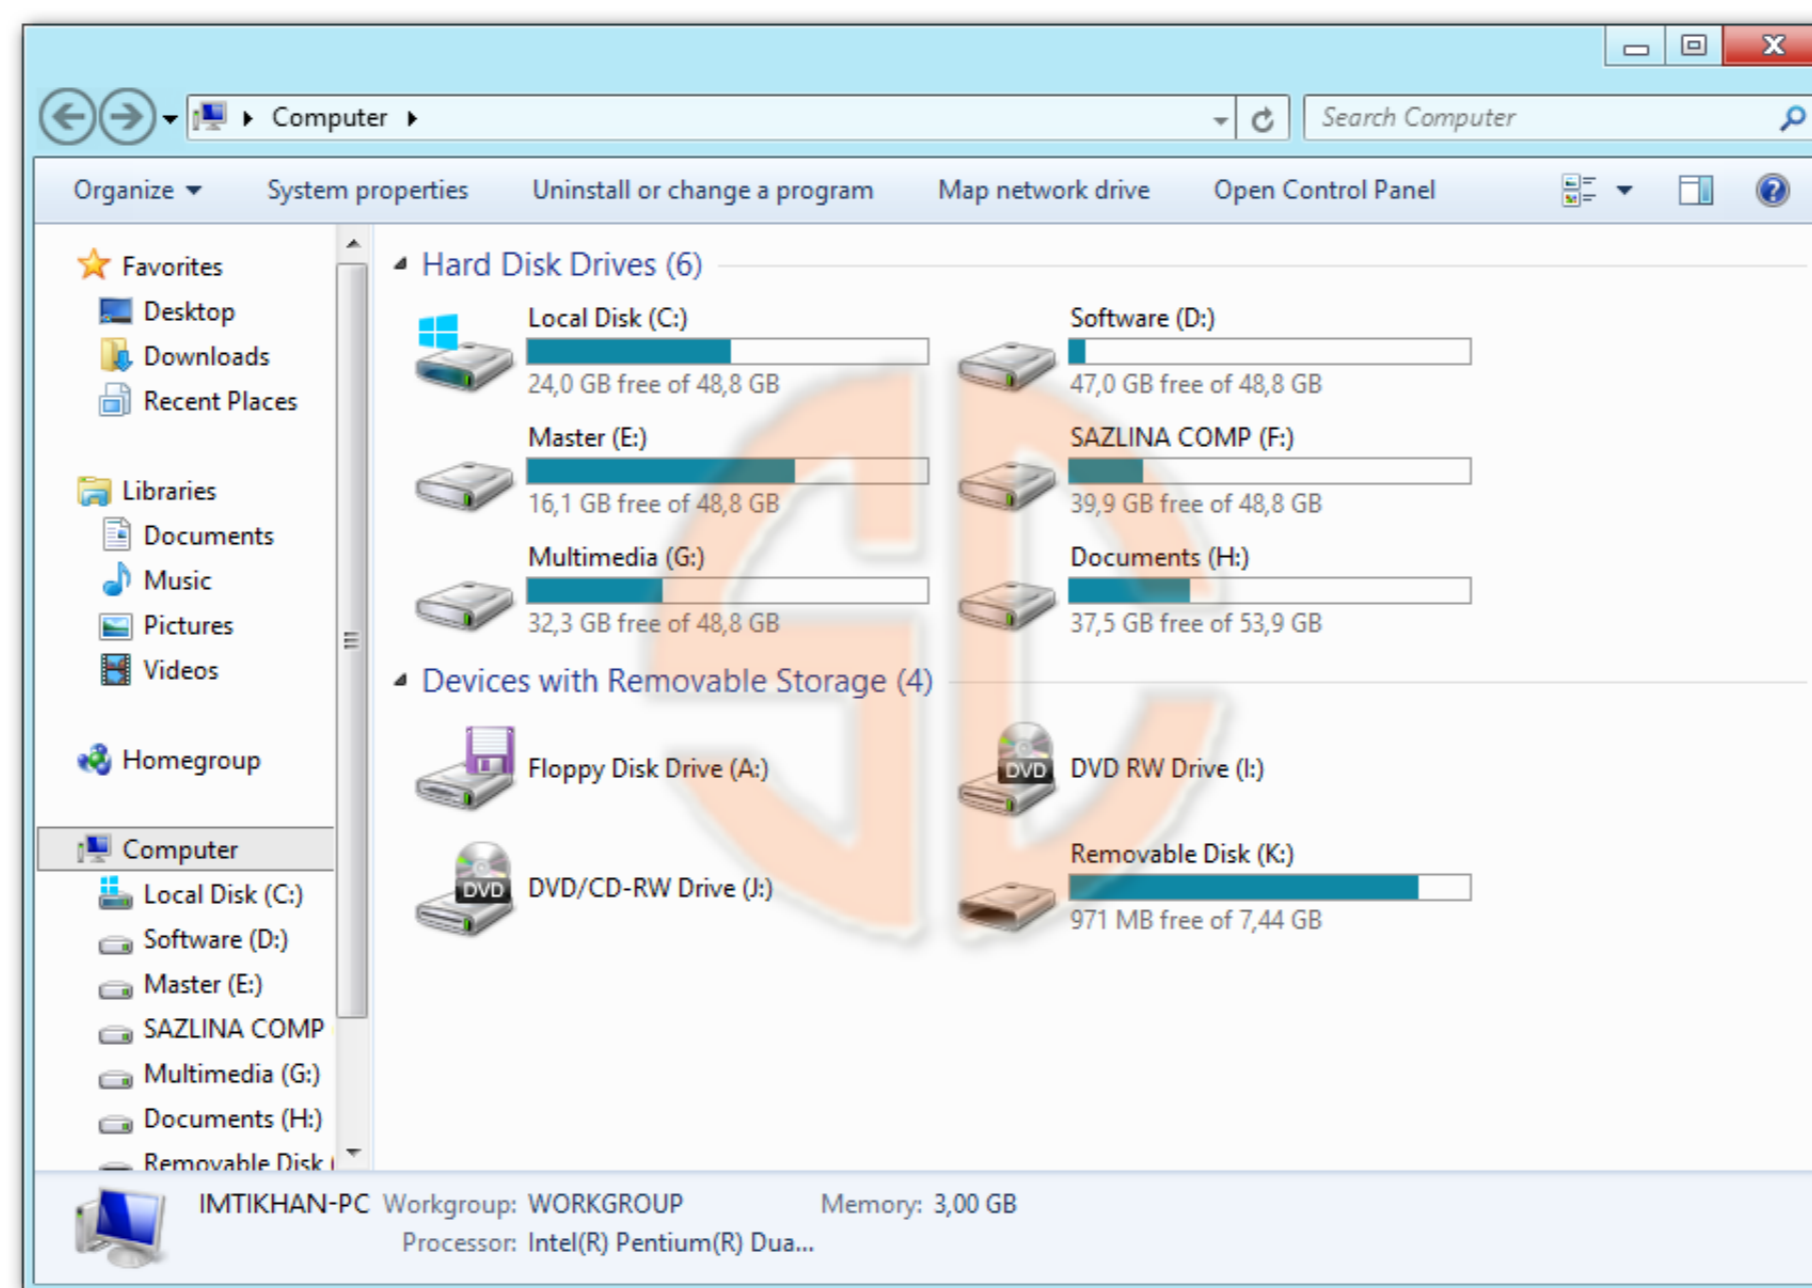 Computer
Search Computer
Organize System properties Uninstall or change a program Map network drive Open Control Panel
Favorites
Desktop
Downloads
Recent Places
Libraries
Documents
Music
Pictures
Videos
Homegroup
Computer
Local Disk (C:)
Software (D:)
Master (E:)
SAZLINA COMP
Multimedia (G:)
Documents (H:)
Removable Disk (
Hard Disk Drives (6)
Local Disk (C:)
24,0 GB free of 48,8 GB
Software (D:)
47,0 GB free of 48,8 GB
Master (E:)
16,1 GB free of 48,8 GB
SAZLINA COMP (F:)
39,9 GB free of 48,8 GB
Multimedia (G:)
32,3 GB free of 48,8 GB
Documents (H:)
37,5 GB free of 53,9 GB
Devices with Removable Storage (4)
Floppy Disk Drive (A:)
DVD
DVD RW Drive (I:)
DVD
DVD/CD-RW Drive (J:)
Removable Disk (K:)
971 MB free of 7,44 GB
IMTIKHAN-PC Workgroup: WORKGROUP Memory: 3,00 GB
Processor: Intel(R) Pentium(R) Dua...